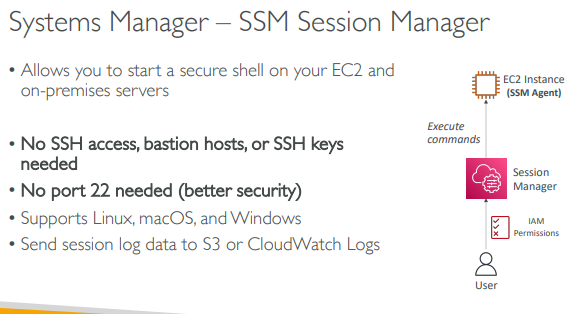 Systems Manager – SSM Session Manager
• Allows you to start a secure shell on your EC2 and
on-premises servers
• No SSH access, bastion hosts, or SSH keys
needed
• No port 22 needed (better security)
• Supports Linux, macOS, and Windows
• Send session log data to S3 or CloudWatch Logs
EC2 Instance
(SSM Agent)
Execute
commands
Session
Manager
IAM
Permissions
User